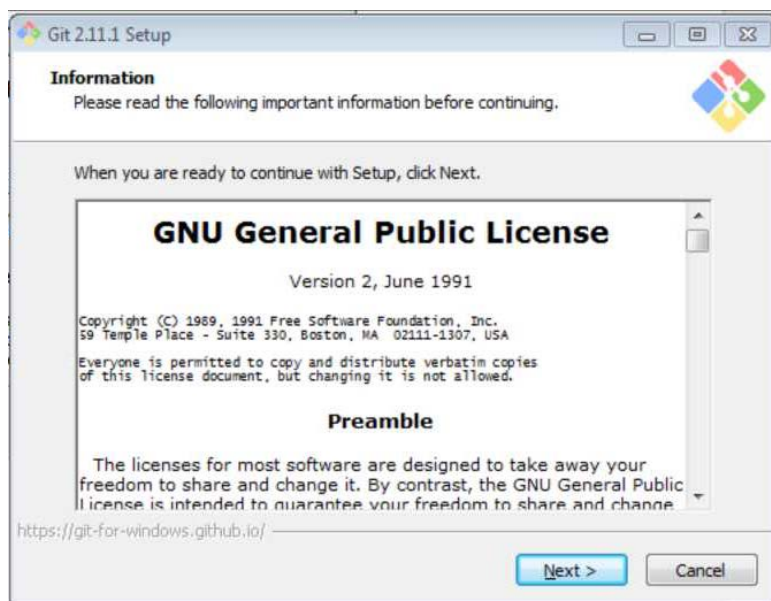 Git 2.11.1 Setup
Information
Please read the following important information before continuing.
When you are ready to continue with Setup, click Next.
GNU General Public License
Version 2, June 1991
Copyright (C) 1989, 1991 Free Software Foundation, Inc.
59 Temple Place - Suite 330, Boston, MA  02111-1307, USA
Everyone is permitted to copy and distribute verbatim copies
of this license document, but changing it is not allowed.
Preamble
The licenses for most software are designed to take away your
freedom to share and change it. By contrast, the GNU General Public
License is intended to guarantee your freedom to share and change
https://git-for-windows.github.io/
Next >
Cancel